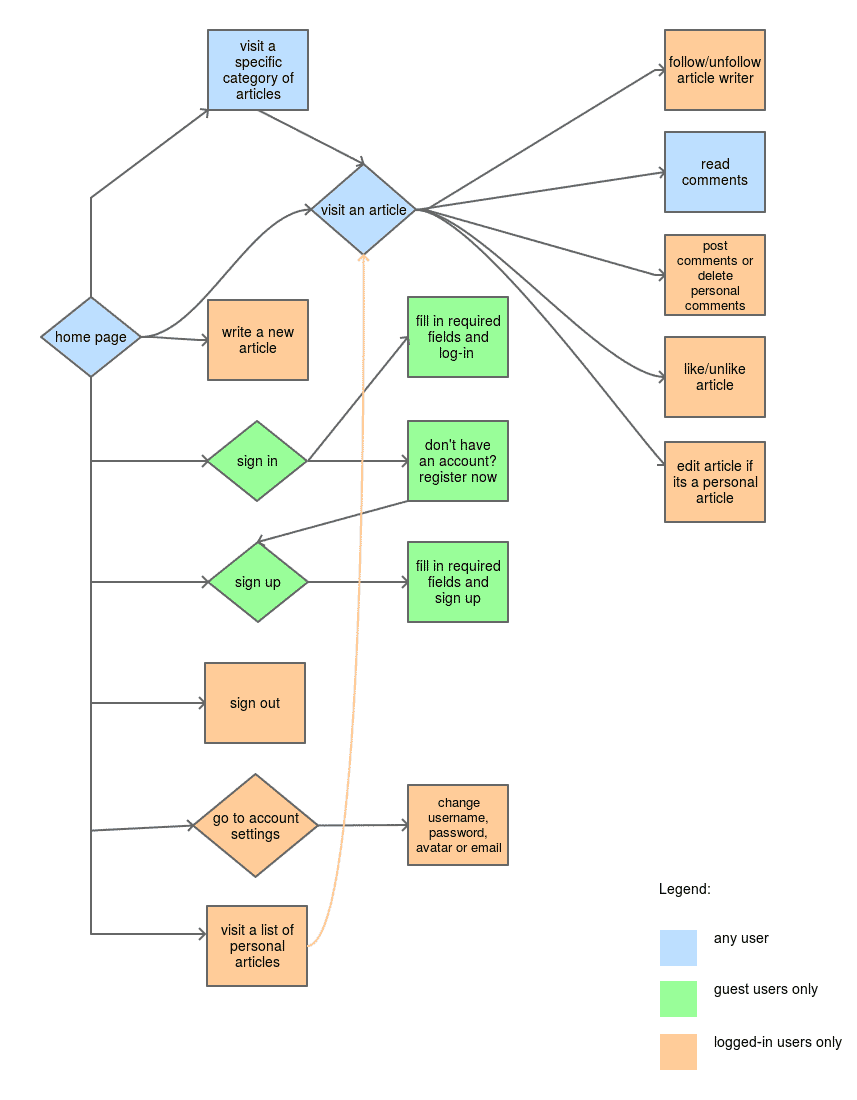 visit a
specific
category of
articles
follow/unfollow
article writer
read
comments
visit an article
post
comments or
delete
personal
comments
home page
write a new
article
fill in required
fields and
log-in
like/unlike
article
sign in
don't have
an account?
register now
edit article if
its a personal
article
sign up
fill in required
fields and
sign up
sign out
go to account
settings
change
username,
password,
avatar or email
visit a list of
personal
articles
Legend:
any user
guest users only
logged-in users only